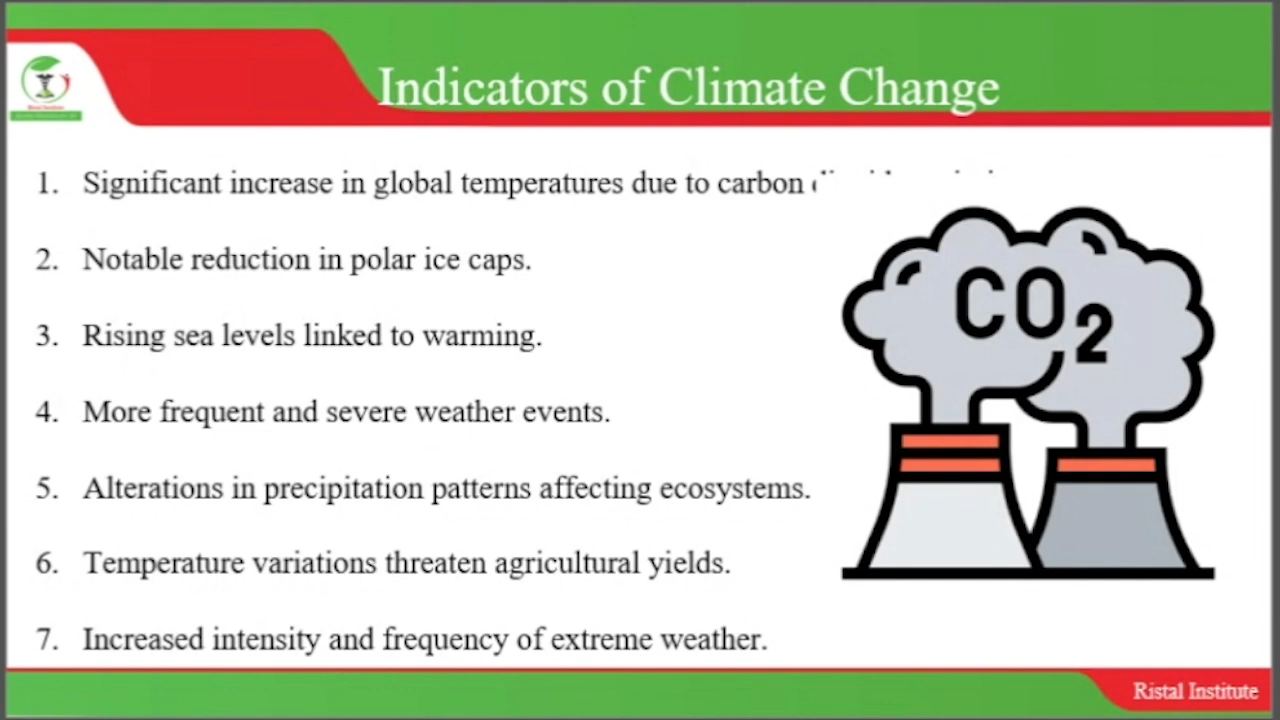 Indicators of Climate Change
1. Significant increase in global temperatures due to carbon
2. Notable reduction in polar ice caps.
3. Rising sea levels linked to warming.
4. More frequent and severe weather events.
5. Alterations in precipitation patterns affecting ecosystems.
6. Temperature variations threaten agricultural yields.
7. Increased intensity and frequency of extreme weather.
CO2
Ristal Institute